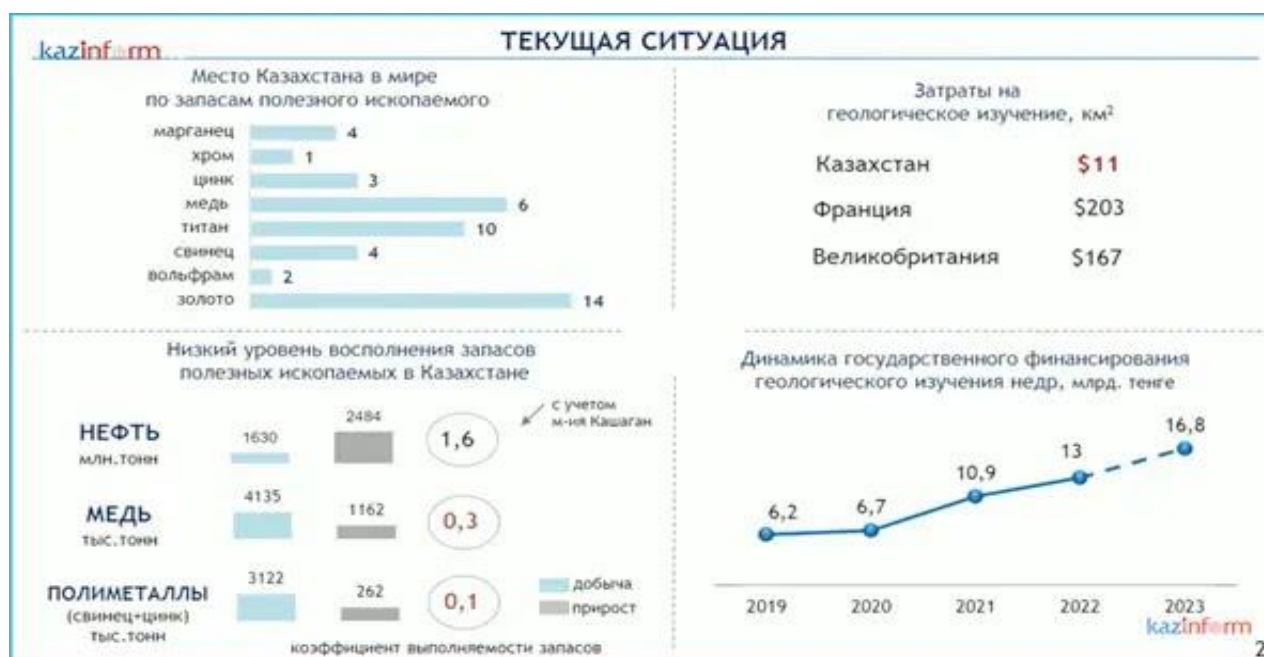 kazinform
ТЕКУЩАЯ СИТУАЦИЯ
Место Казахстана в мире
по запасам полезного ископаемого
марганец 4
хром 1
цинк 3
медь 6
титан 10
свинец 4
вольфрам 2
золото 14
Затраты на
геологическое изучение, км²
Казахстан $11
Франция $203
Великобритания $167
Низкий уровень восполнения запасов
полезных ископаемых в Казахстане
с учетом
м-ия Кашаган
НЕФТЬ
млн.тонн
1630
2484
1,6
МЕДЬ
тыс.тонн
4135
1162
0,3
ПОЛИМЕТАЛЛЫ
(свинец+цинк)
тыс.тонн
3122
262
0,1
добыча
прирост
коэффициент выполняемости запасов
Динамика государственного финансирования
геологического изучения недр, млрд. тенге
6,2
6,7
10,9
13
16,8
2019 2020 2021 2022 2023
kazinform
2